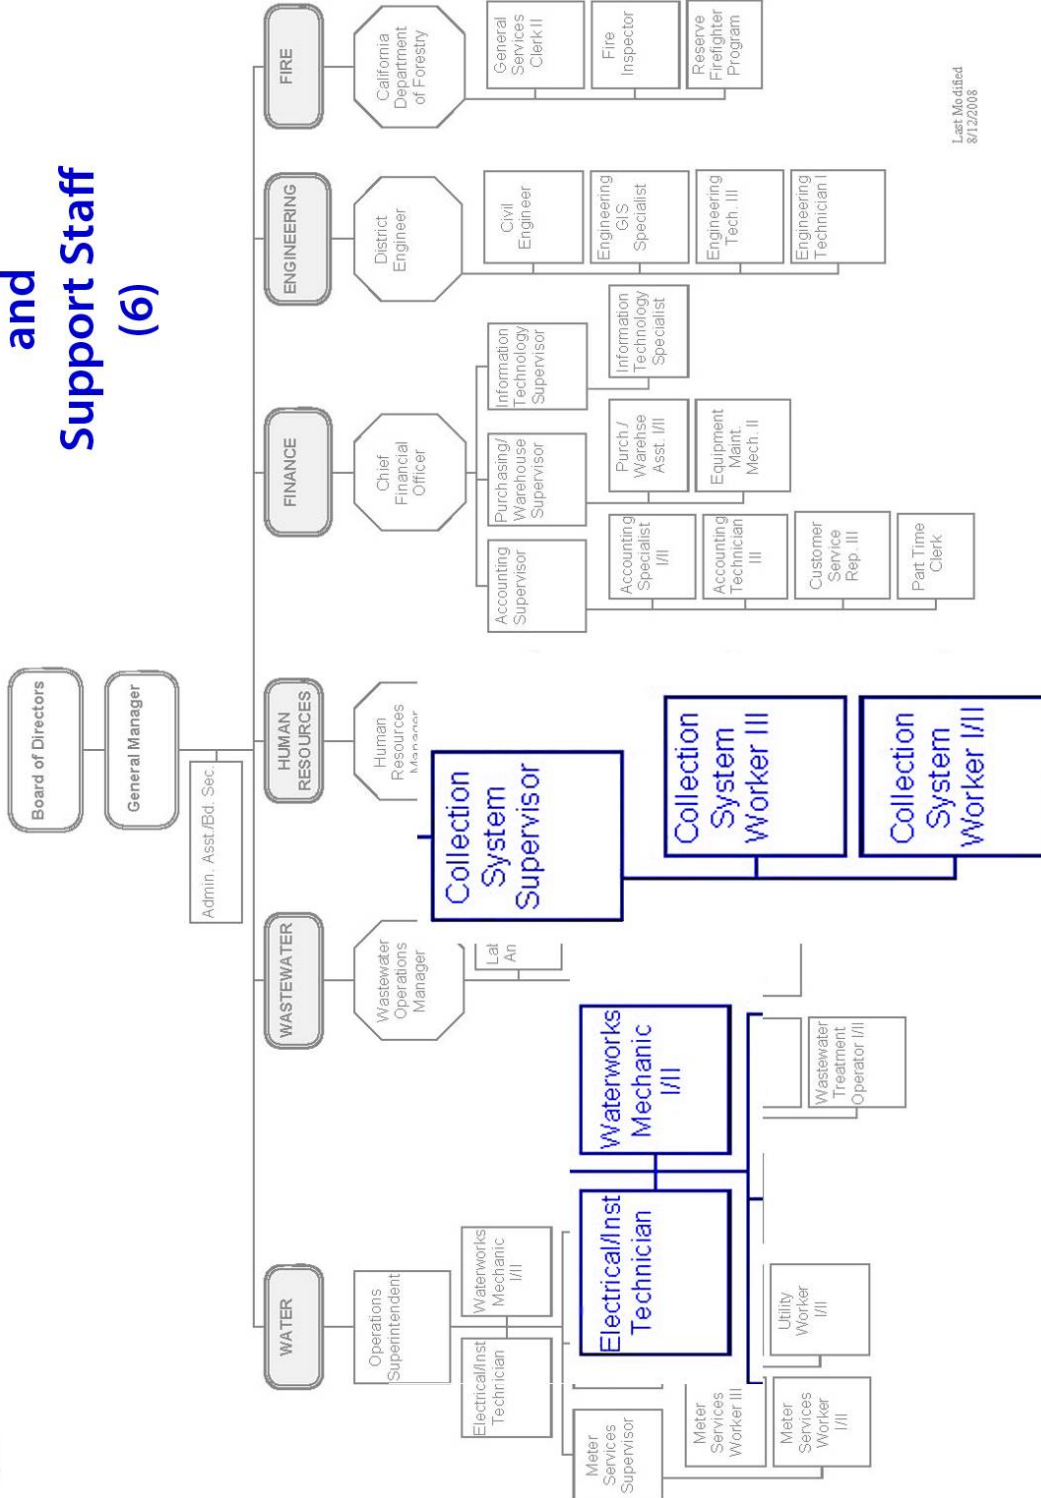 and
Support Staff
(6)
Board of Directors
General Manager
Admin. Asst./Bd. Sec.
WATER
WASTEWATER
HUMAN
RESOURCES
FINANCE
ENGINEERING
FIRE
Operations
Superintendent
Electrical/Inst
Technician
Waterworks
Mechanic
I/II
Meter
Services
Supervisor
Meter
Services
Worker III
Meter
Services
Worker
I/II
Utility
Worker
I/II
Electrical/Inst
Technician
Waterworks
Mechanic
I/II
Wastewater
Operations
Manager
Wastewater
Treatment
Operator I/II
Human
Resources
Manager
Collection
System
Supervisor
Collection
System
Worker III
Collection
System
Worker I/II
Chief
Financial
Officer
Accounting
Supervisor
Accounting
Specialist
I/II
Accounting
Technician
III
Customer
Service
Rep. III
Part Time
Clerk
Purchasing/
Warehouse
Supervisor
Purch./
Warehse
Asst. I/II
Equipment
Maint.
Mech. II
Information
Technology
Supervisor
Information
Technology
Specialist
District
Engineer
Civil
Engineer
Engineering
GIS
Specialist
Engineering
Tech. III
Engineering
Technician I
California
Department
of Forestry
General
Services
Clerk II
Fire
Inspector
Reserve
Firefighter
Program
Last Modified
8/12/2008